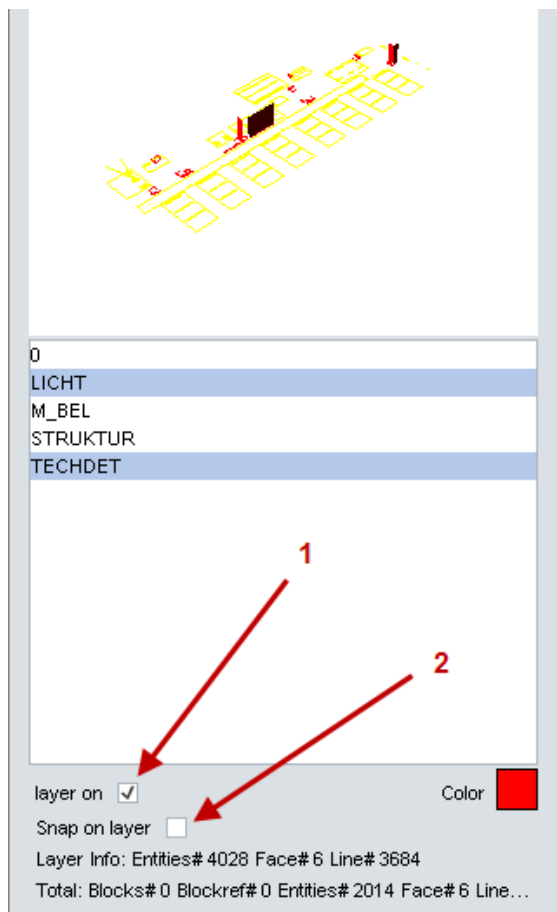 0
LICHT
M_BEL
STRUKTUR
TECHDET
1
2
layer on Color
Snap on layer
Layer Info: Entities# 4028 Face# 6 Line# 3684
Total: Blocks# 0 Blockref# 0 Entities# 2014 Face# 6 Line...